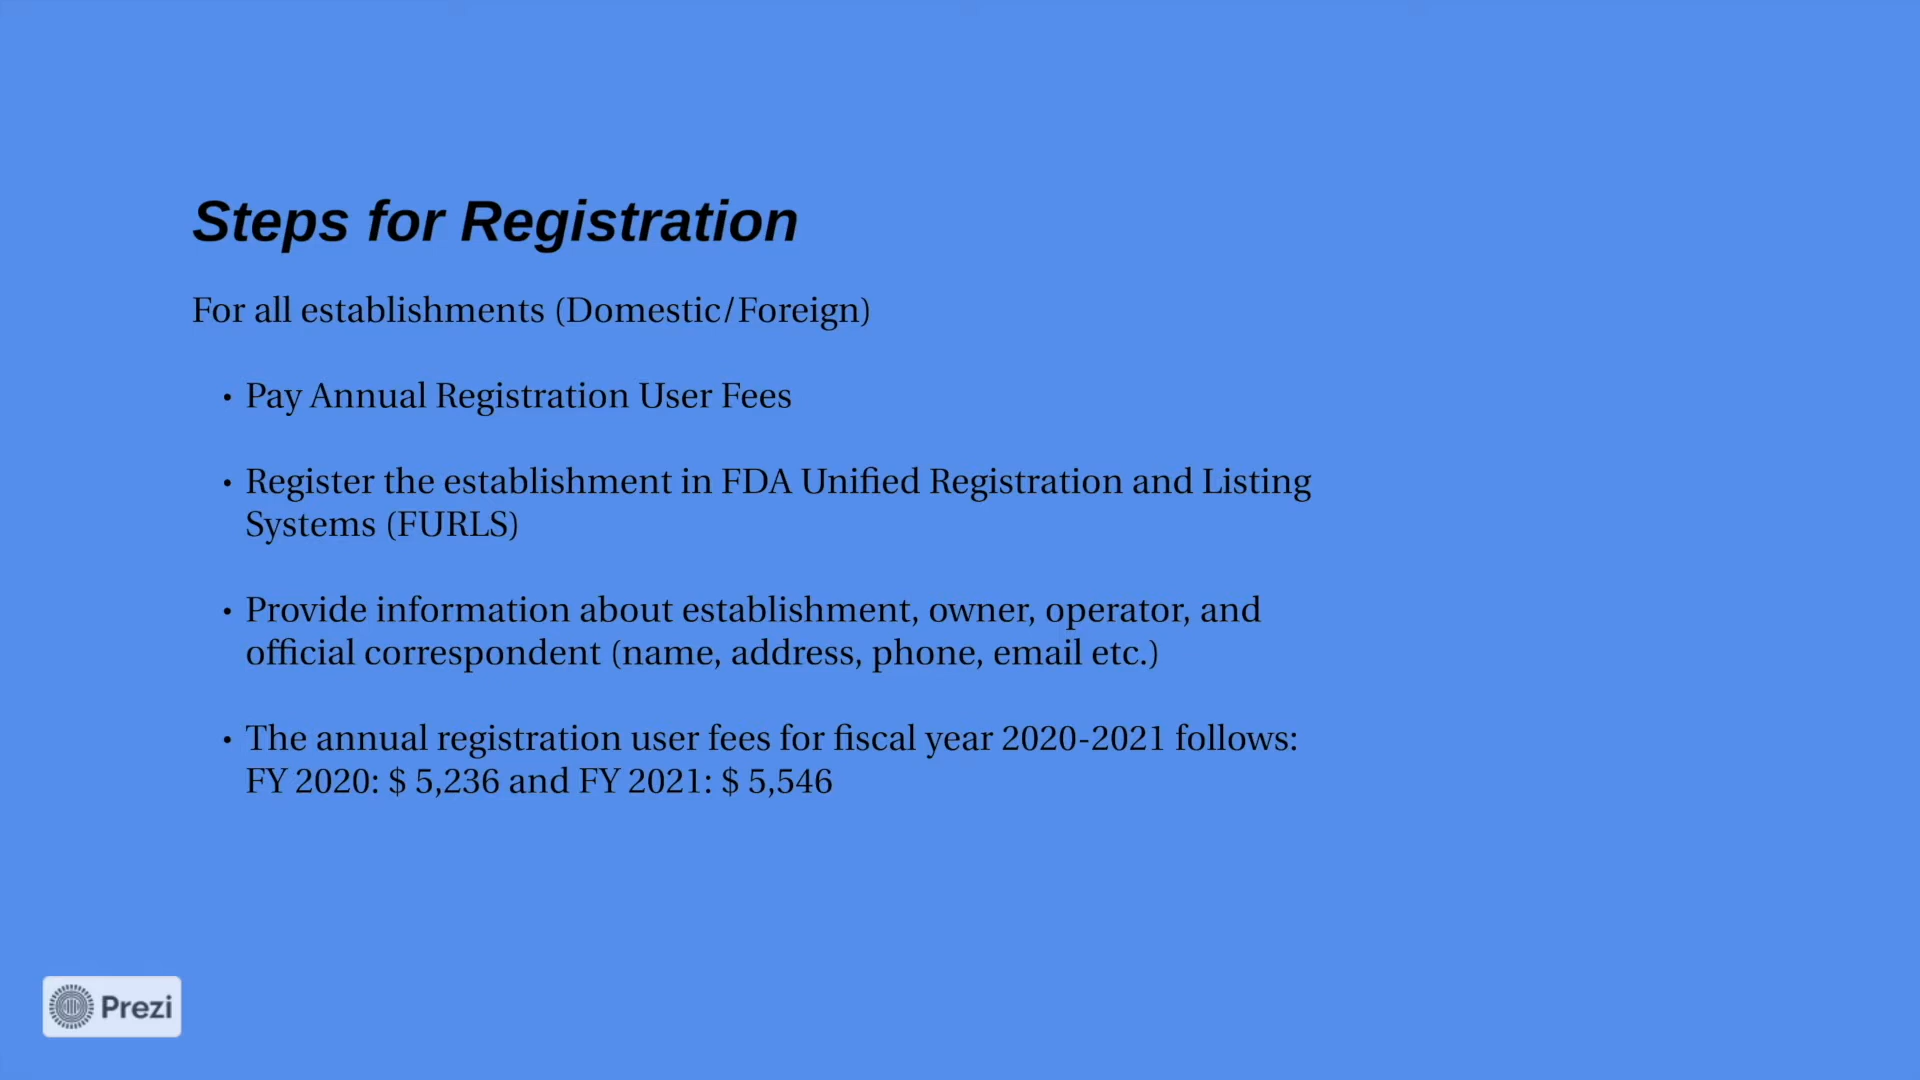 Steps for Registration
For all establishments (Domestic/Foreign)
• Pay Annual Registration User Fees
• Register the establishment in FDA Unified Registration and Listing
Systems (FURLS)
• Provide information about establishment, owner, operator, and
official correspondent (name, address, phone, email etc.)
• The annual registration user fees for fiscal year 2020-2021 follows:
FY 2020: $ 5,236 and FY 2021: $ 5,546
Prezi